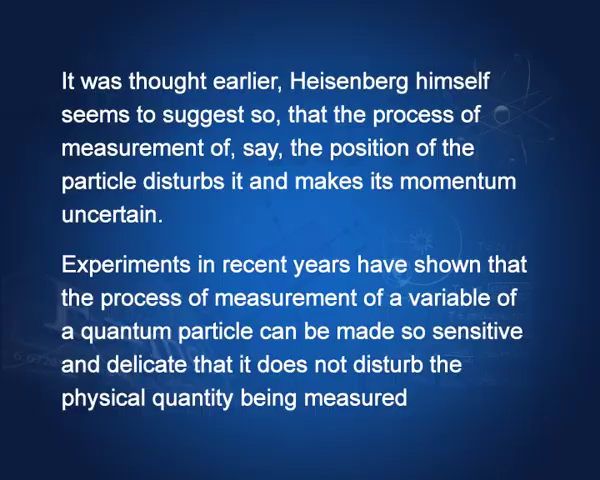 It was thought earlier, Heisenberg himself
seems to suggest so, that the process of
measurement of, say, the position of the
particle disturbs it and makes its momentum
uncertain.
Experiments in recent years have shown that
the process of measurement of a variable of
a quantum particle can be made so sensitive
and delicate that it does not disturb the
physical quantity being measured